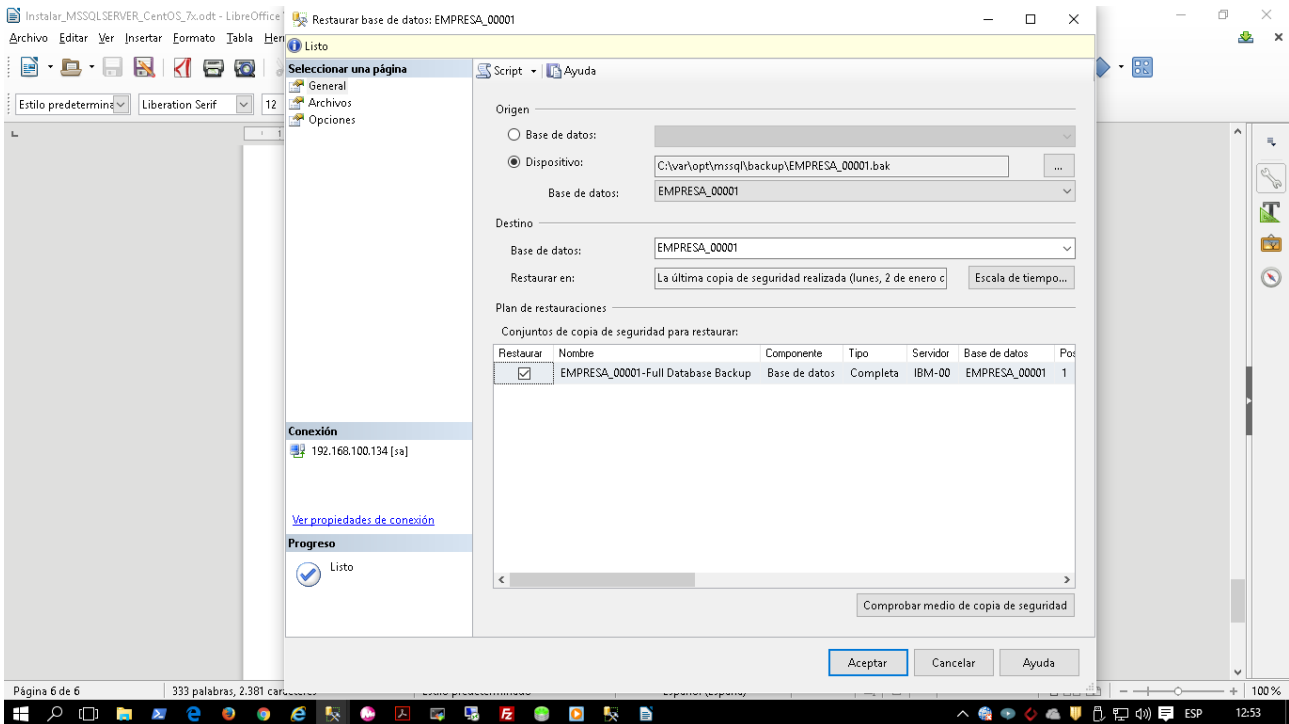 Instalar_MSSQLSERVER_CentOS_7x.odt - LibreOffice
Archivo Editar Ver Insertar Formato Tabla
Estilo predetermina
Liberation Serif
12
1
Restaurar base de datos: EMPRESA_00001
Listo
Seleccionar una página
General
Archivos
Opciones
Script
Ayuda
Origen
Base de datos:
Dispositivo:
C:\var\opt\mssql\backup\EMPRESA_00001.bak
...
Base de datos:
EMPRESA_00001
Destino
Base de datos:
EMPRESA_00001
Restaurar en:
La última copia de seguridad realizada (lunes, 2 de enero
Escala de tiempo...
Plan de restauraciones
Conjuntos de copia de seguridad para restaurar:
Restaurar Nombre Componente Tipo Servidor Base de datos Pos
EMPRESA_00001-Full Database Backup Base de datos Completa IBM-00 EMPRESA_00001 1
Conexión
192.168.100.134 [sa]
Ver propiedades de conexión
Progreso
Listo
Comprobar medio de copia de seguridad
Aceptar
Cancelar
Ayuda
Página 6 de 6
333 palabras, 2.381 caracteres
100%
ESP
12:53